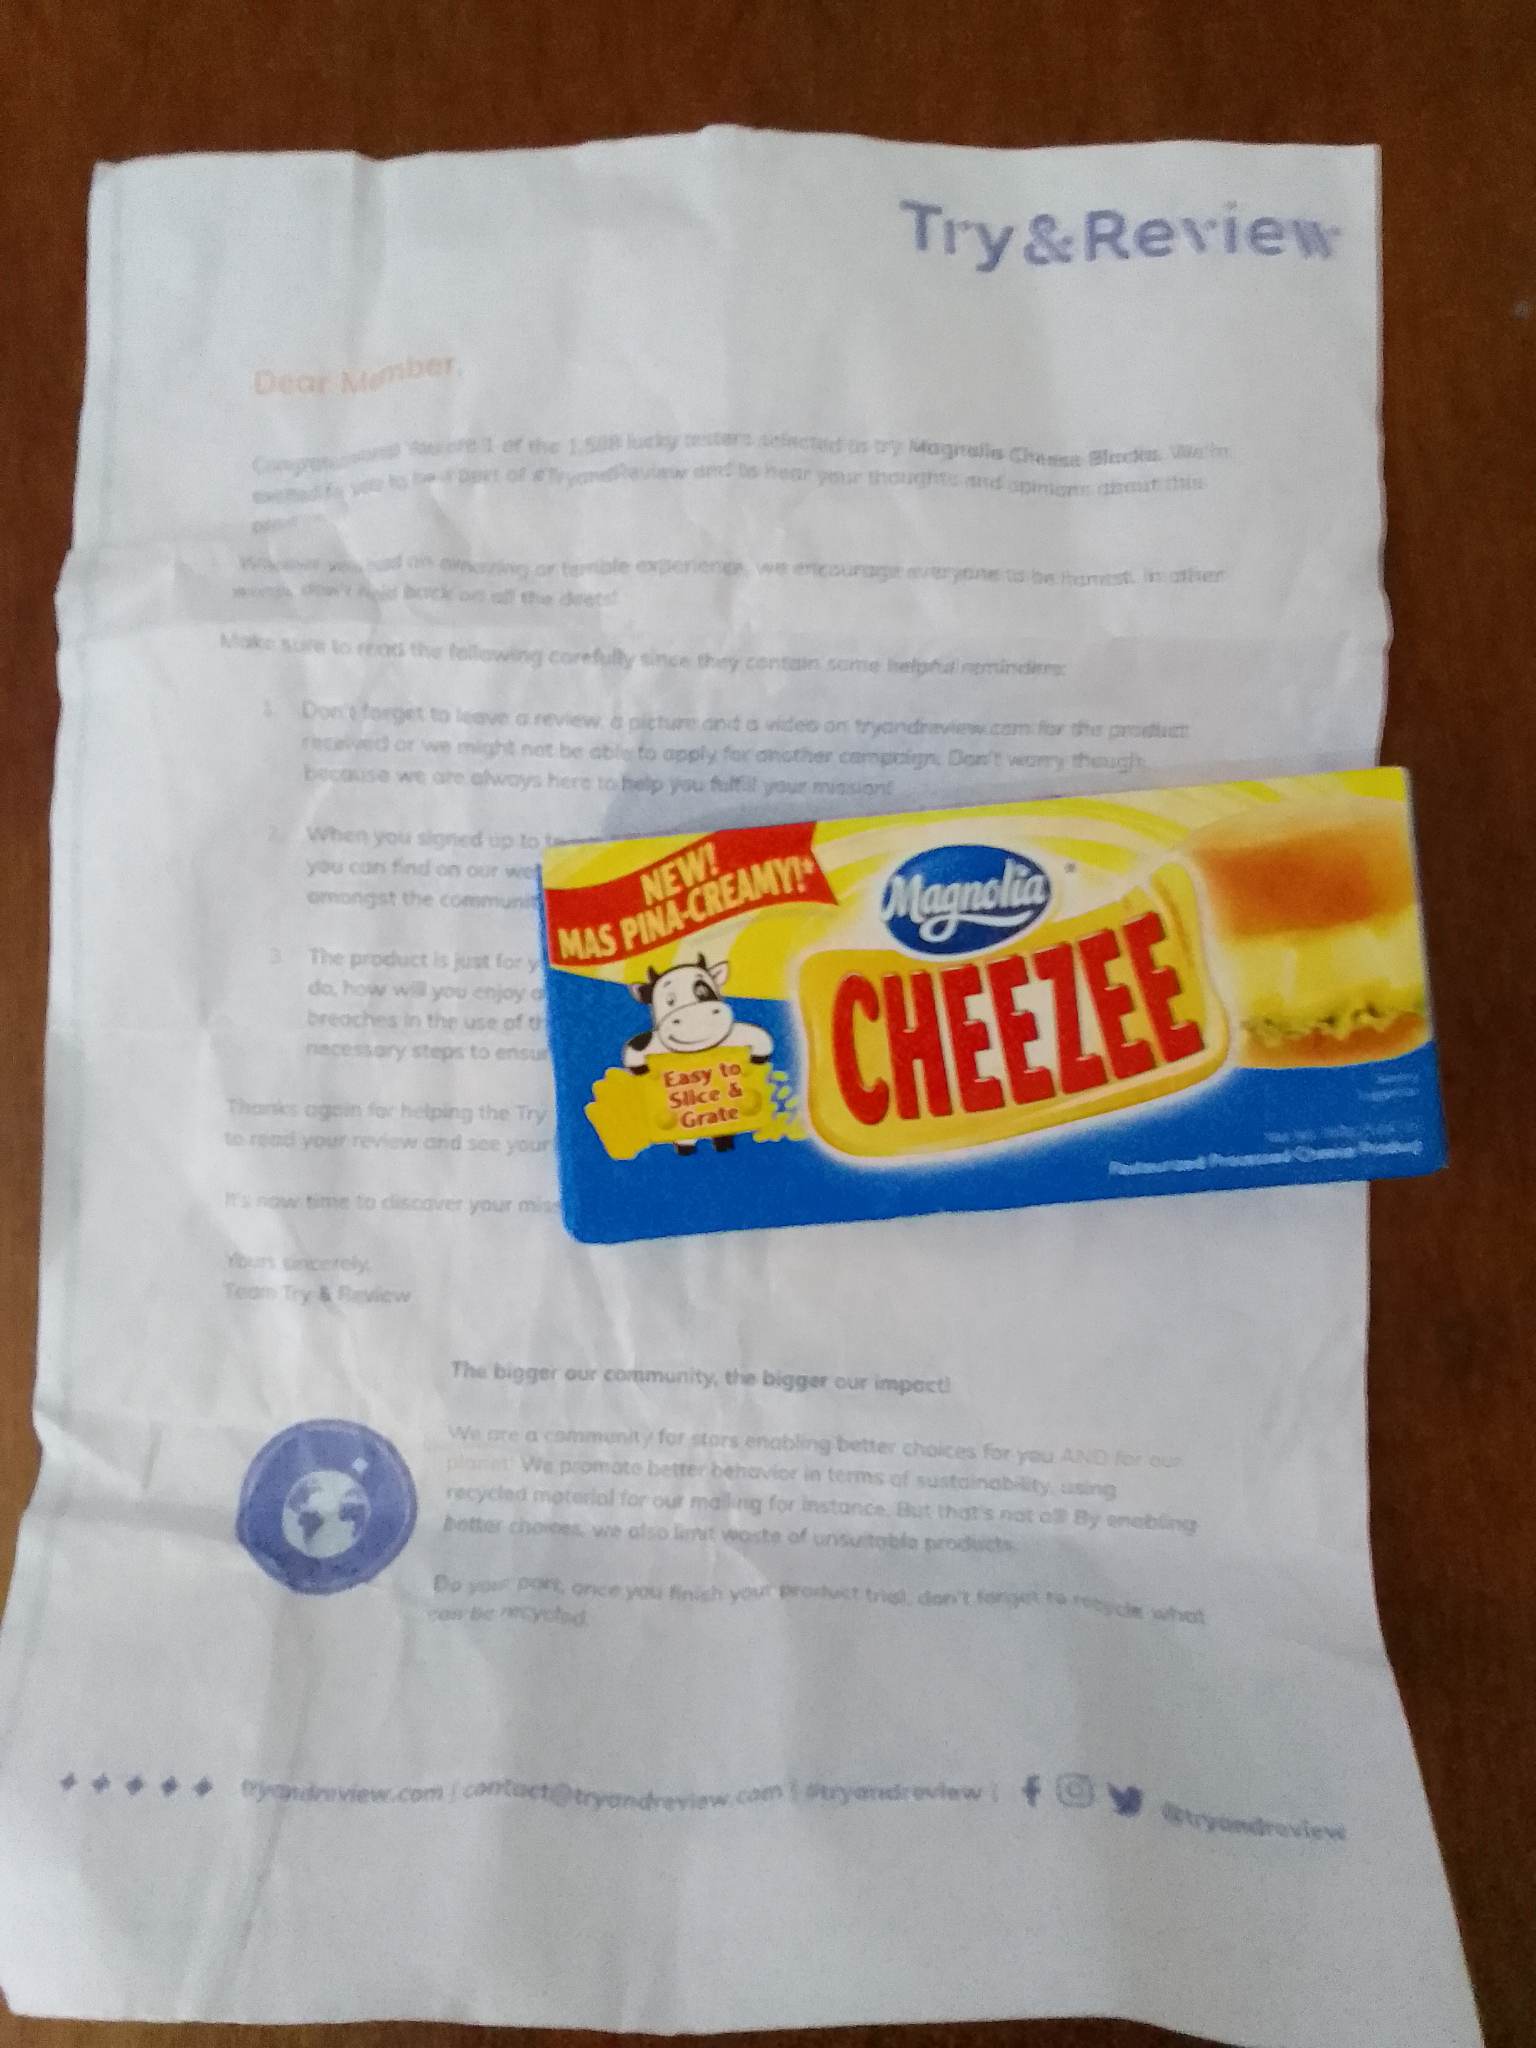 Try&Review
Dear Member,
Congratulations! You are 1 of the 1,588 lucky testers selected to try Magnolia Cheese Blocks. We're
excited for you to be a part of #TryandReview and to hear your thoughts and opinions about this
Whether you had an amazing or terrible experience, we encourage everyone to be honest. In other
words, don't hold back on all the deets!
Make sure to read the following carefully since they contain some helpful reminders:
1. Don't forget to leave a review, a picture and a video on tryandreview.com for the product
received or we might not be able to apply for another campaign. Don't worry though
because we are always here to help you fulfill your mission!
2. When you signed up to
you can find on our
amongst the
3. The product is just for
do, how will you enjoy
breaches in the use of
necessary steps to
Thanks again for helping the Try
to read your review and see your
It's now time to discover your
Yours sincerely,
Team Try & Review
NEW!
MAS PINA-CREAMY!*
Magnolia
CHEEZEE
Easy to
Slice &
Grate
Pasteurized Processed Cheese Product
The bigger our community, the bigger our impact!
We are a community for stars enabling better choices for you AND for our
planet! We promote better behavior in terms of sustainability, using
recycled material for our mailing for instance. But that's not all! By enabling
better choices, we also limit waste of unsuitable products.
Do your part, once you finish your product trial, don't forget to recycle what
can be recycled.
tryandreview.com | contact@tryandreview.com | #tryandreview |
@tryandreview